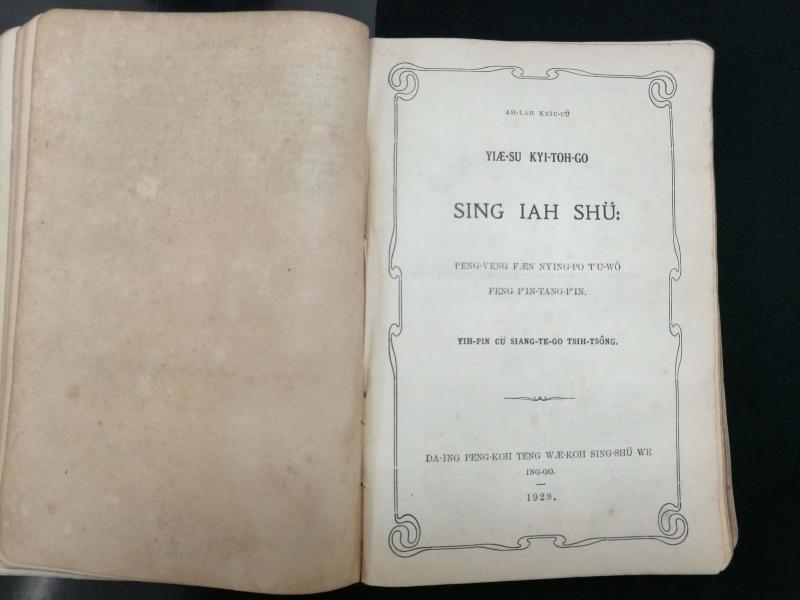 AH-LAH KYIU-CÜ
YIÆ-SU KYI-TOH-GO
SING IAH SHÜ:
PENG-VENG FÆN NYING-PO T'U-WÔ
FENG P'IN-TANG-P'IN.
YIH-PIN CÜ SIANG-TE-GO TSIH-TSÔNG.
DA-ING PENG-KOH TENG WÆ-KOH SING-SHÜ WE
ING-GO.
1929.